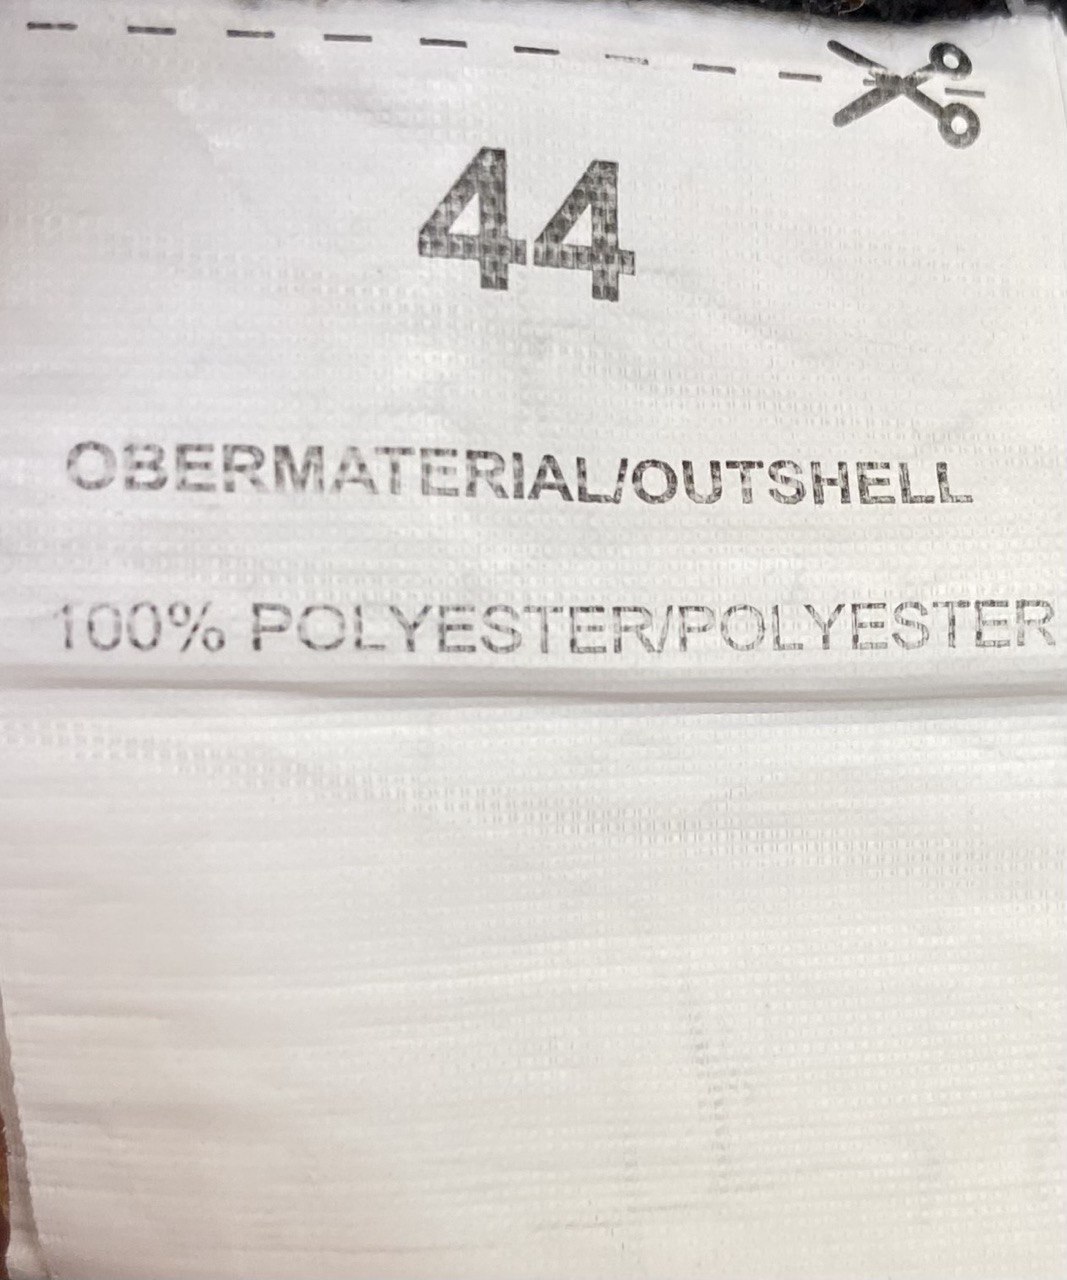 44
OBERMATERIAL/OUTSHELL
100% POLYESTER/POLYESTER